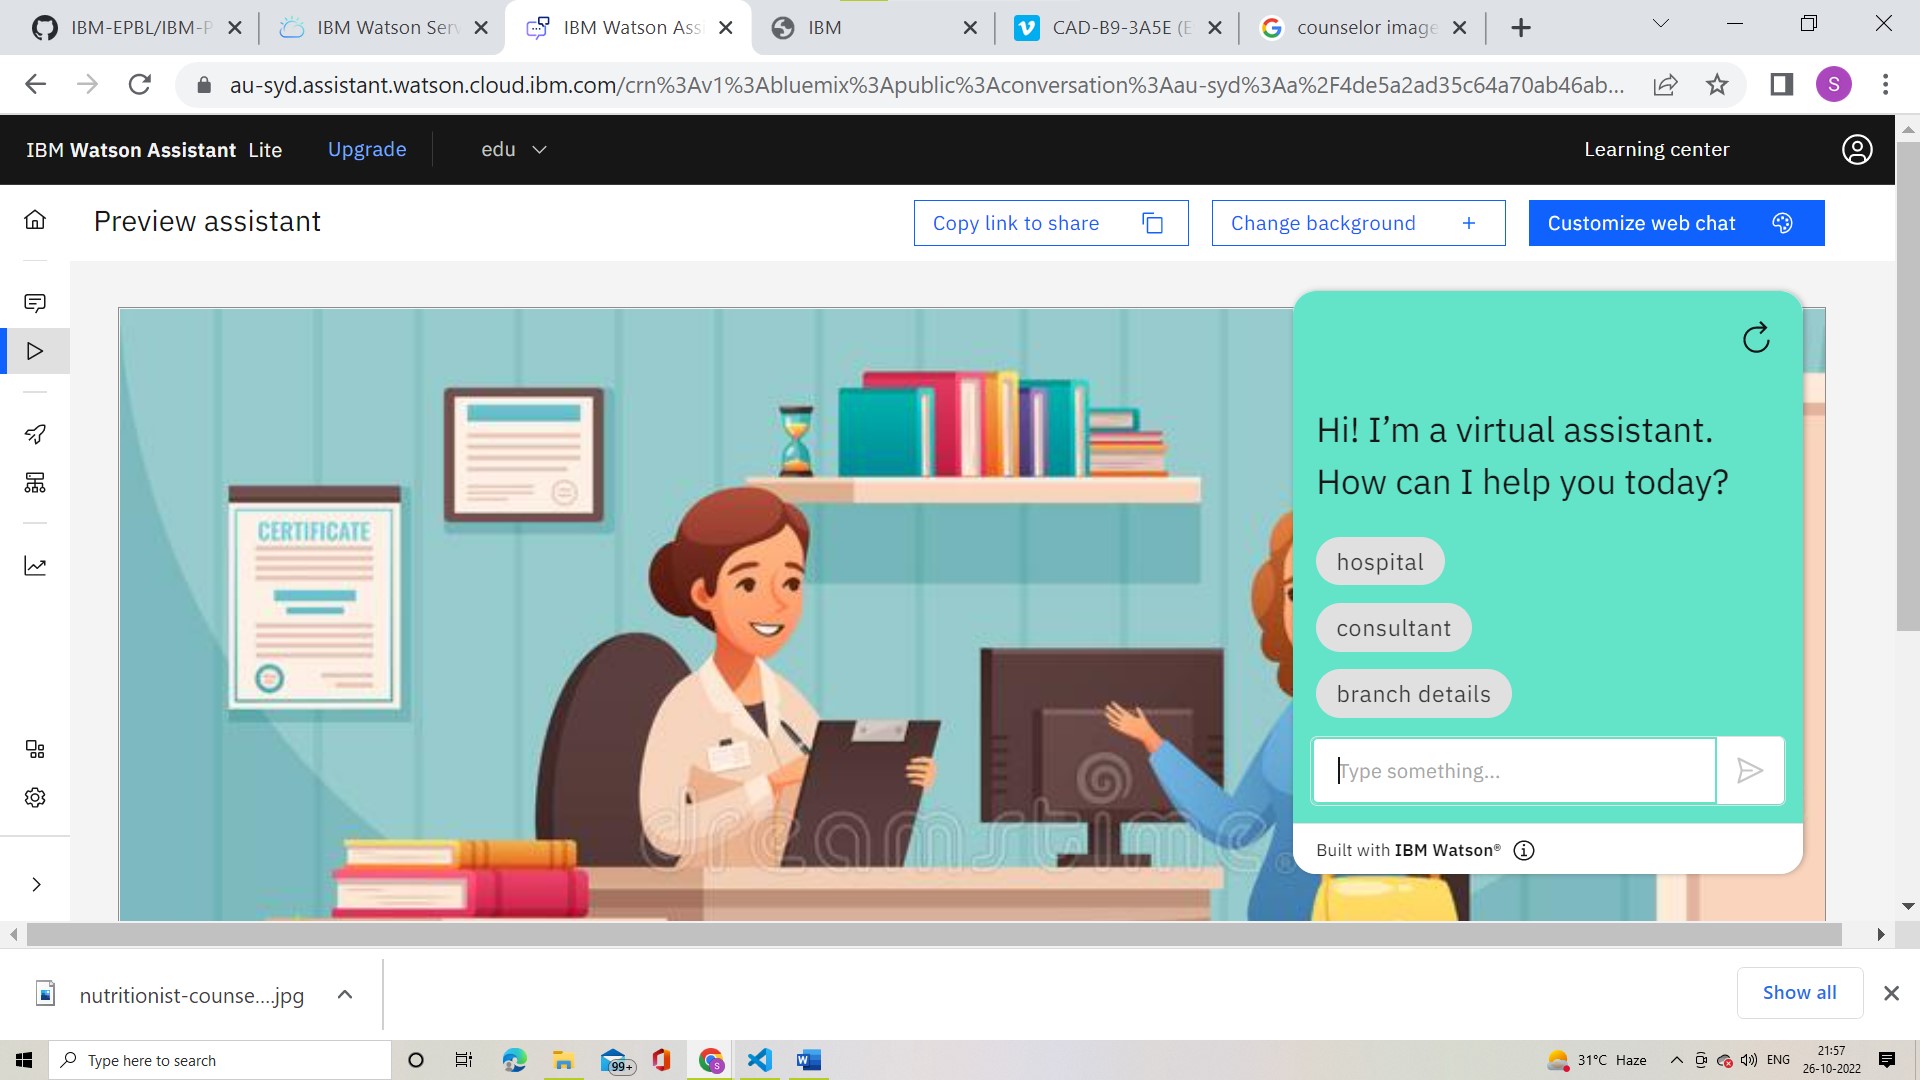 IBM-EPBL/IBM-P
IBM Watson Serv
IBM Watson Ass
IBM
CAD-B9-3A5E (E
counselor image
au-syd.assistant.watson.cloud.ibm.com/crn%3Av1%3Abluemix%3Apublic%3Aconversation%3Aau-syd%3Aa%2F4de5a2ad35c64a70ab46ab...
S
IBM Watson Assistant Lite
Upgrade
edu
Learning center
Preview assistant
Copy link to share
Change background +
Customize web chat
CERTIFICATE
Hi! I’m a virtual assistant.
How can I help you today?
hospital
consultant
branch details
Type something...
dreamstime
Built with IBM Watson®
nutritionist-counse....jpg
Show all
Type here to search
99+
31°C Haze
ENG
21:57
26-10-2022